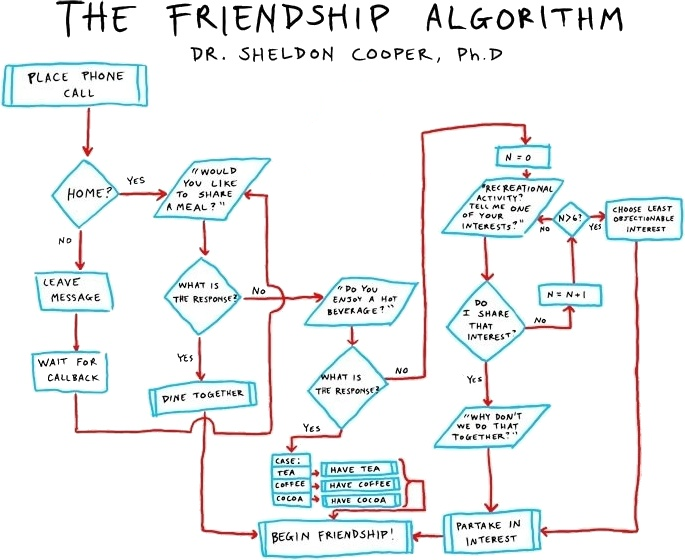 THE FRIENDSHIP ALGORITHM
DR. SHELDON COOPER, Ph.D
PLACE PHONE
CALL
HOME?
YES
NO
LEAVE
MESSAGE
WAIT FOR
CALLBACK
"WOULD
YOU LIKE
TO SHARE
A MEAL?"
WHAT IS
THE RESPONSE?
NO
YES
DINE TOGETHER
"DO YOU
ENJOY A HOT
BEVERAGE?"
WHAT IS
THE RESPONSE?
NO
YES
CASE:
TEA
HAVE TEA
COFFEE
HAVE COFFEE
COCOA
HAVE COCOA
BEGIN FRIENDSHIP!
N = 0
"RECREATIONAL
ACTIVITY?
TELL ME ONE
OF YOUR
INTERESTS?"
N>6?
NO
YES
CHOOSE LEAST
OBJECTIONABLE
INTEREST
N = N+1
DO
I SHARE
THAT
INTEREST?
NO
YES
"WHY DON'T
WE DO THAT
TOGETHER?"
PARTAKE IN
INTEREST